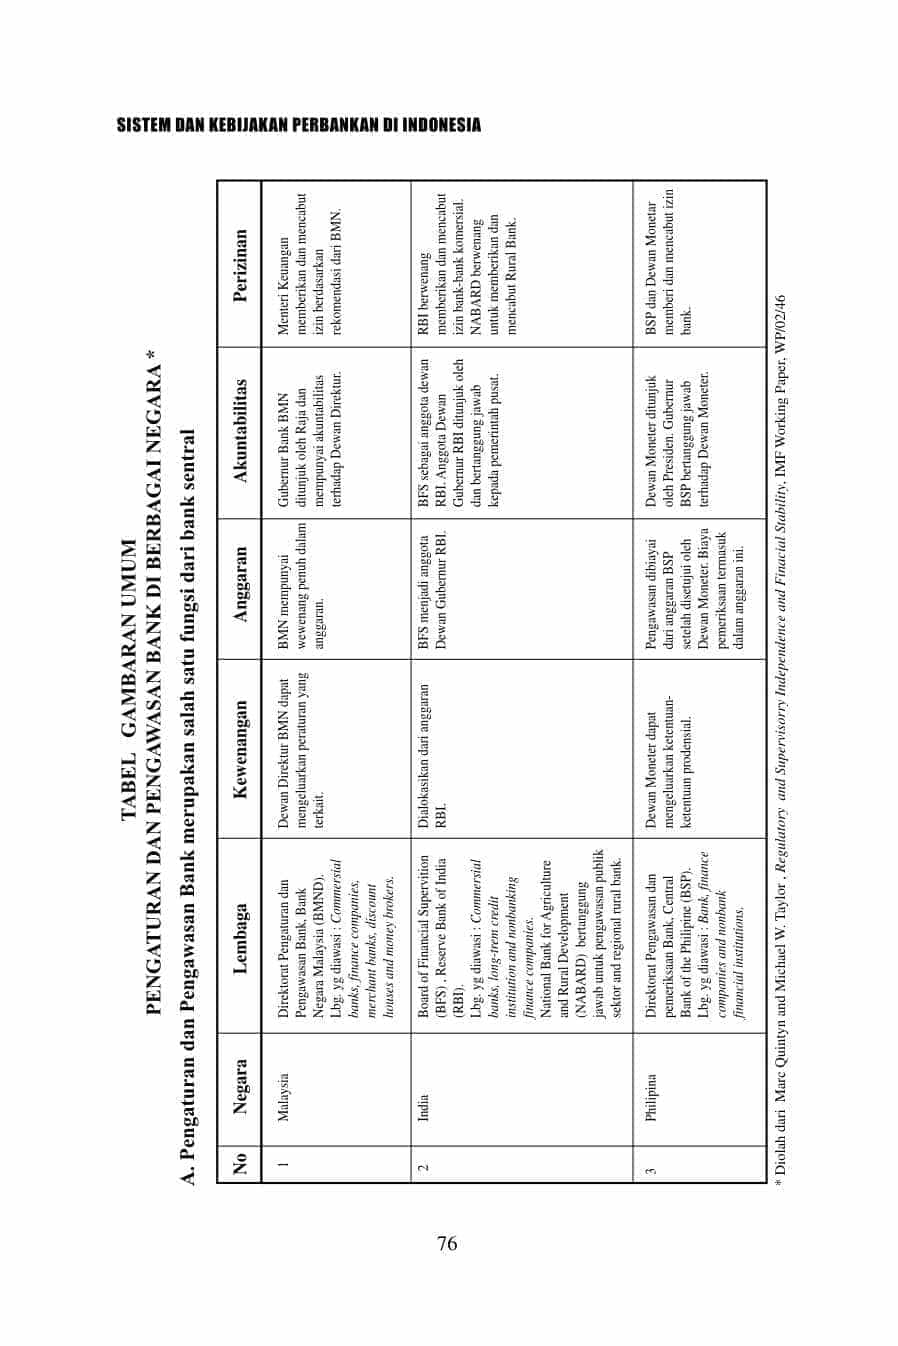 SISTEM DAN KEBIJAKAN PERBANKAN DI INDONESIA
TABEL GAMBARAN UMUM
PENGATURAN DAN PENGAWASAN BANK DI BERBAGAI NEGARA *
A. Pengaturan dan Pengawasan Bank merupakan salah satu fungsi dari bank sentral
No
Negara
Lembaga
Kewenangan
Anggaran
Akuntabilitas
Perizinan
1
Malaysia
Direktorat Pengaturan dan
Pengawasan Bank, Bank
Negara Malaysia (BMND).
Lbg. yg diawasi : Commersial
banks, finance companies,
merchant banks, discount
houses and money brokers.
Dewan Direktur BMN dapat
mengeluarkan peraturan yang
terkait.
BMN mempunyai
wewenang penuh dalam
anggaran.
Gubernur Bank BMN
ditunjuk oleh Raja dan
mempunyai akuntabilitas
terhadap Dewan Direktur.
Menteri Keuangan
memberikan dan mencabut
izin berdasarkan
rekomendasi dari BMN.
2
India
Board of Financial Supervition
(BFS) , Reserve Bank of India
(RBI).
Lbg. yg diawasi : Commersial
banks, long-trem credit
institution and nonbanking
finance companies.
National Bank for Agriculture
and Rural Development
(NABARD) bertanggung
jawab untuk pengawasan publik
sektor and regional rural bank.
Dialokasikan dari anggaran
RBI.
BFS menjadi anggota
Dewan Gubernur RBI.
BFS sebagai anggota dewan
RBI. Anggota Dewan
Gubernur RBI ditunjuk oleh
dan bertanggung jawab
kepada pemerintah pusat.
RBI berwenang
memberikan dan mencabut
izin bank-bank komersial.
NABARD berwenang
untuk memberikan dan
mencabut Rural Bank.
3
Philipina
Direktorat Pengawasan dan
pemeriksaan Bank, Central
Bank of the Philipine (BSP).
Lbg. yg diawasi : Bank, finance
companies and nonbank
financial institutions.
Dewan Moneter dapat
mengeluarkan ketentuan-
ketentuan prodensial.
Pengawasan dibiayai
dari anggaran BSP
setelah disetujui oleh
Dewan Moneter. Biaya
pemeriksaan termasuk
dalam anggaran ini.
Dewan Moneter ditunjuk
oleh Presiden. Gubernur
BSP bertanggung jawab
terhadap Dewan Moneter.
BSP dan Dewan Monetar
memberi dan mencabut izin
bank.
* Diolah dari Marc Quintyn and Michael W. Taylor , Regulatory and Supervisorry Independence and Finacial Stability, IMF Working Paper, WP/02/46
76